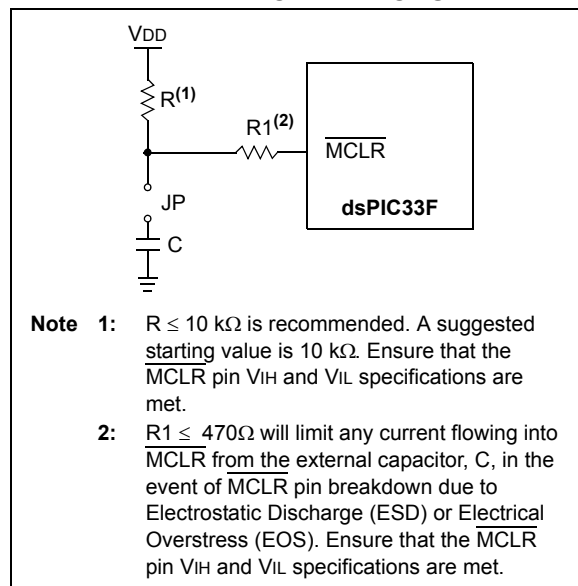 VDD
R(1)
R1(2)
MCLR
JP
dsPIC33F
C
Note 1: R ≤ 10 kΩ is recommended. A suggested
starting value is 10 kΩ. Ensure that the
MCLR pin VIH and VIL specifications are
met.
2: R1 ≤ 470Ω will limit any current flowing into
MCLR from the external capacitor, C, in the
event of MCLR pin breakdown due to
Electrostatic Discharge (ESD) or Electrical
Overstress (EOS). Ensure that the MCLR
pin VIH and VIL specifications are met.